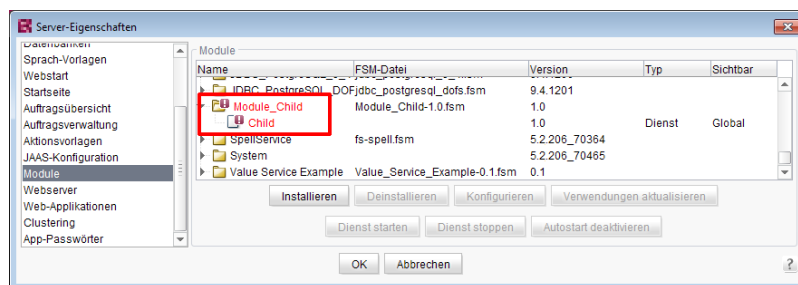 Server-Eigenschaften
Datenbanken
Sprach-Vorlagen
Webstart
Startseite
Auftragsübersicht
Auftragsverwaltung
Aktionsvorlagen
JAAS-Konfiguration
Module
Webserver
Web-Applikationen
Clustering
App-Passwörter
Module
Name FSM-Datei Version Typ Sichtbar
JDBC_PostgreSQL_DOF jdbc_postgresql_dofs.fsm 9.4.1201
Module_Child Module_Child-1.0.fsm 1.0
Child 1.0 Dienst Global
SpellService fs-spell.fsm 5.2.206_70364
System 5.2.206_70465
Value Service Example Value_Service_Example-0.1.fsm 0.1
Installieren Deinstallieren Konfigurieren Verwendungen aktualisieren
Dienst starten Dienst stoppen Autostart deaktivieren
OK Abbrechen ?